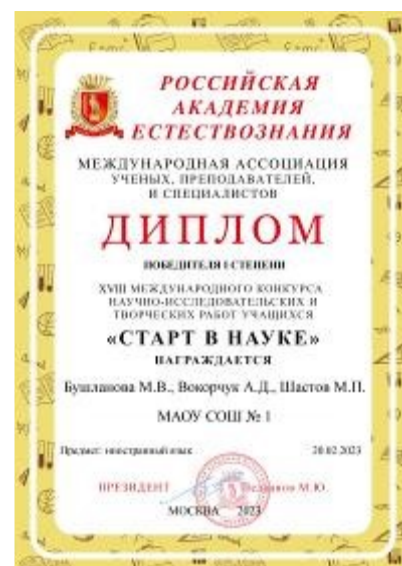 РОССИЙСКАЯ
АКАДЕМИЯ
ЕСТЕСТВОЗНАНИЯ
МЕЖДУНАРОДНАЯ АССОЦИАЦИЯ
УЧЕНЫХ, ПРЕПОДАВАТЕЛЕЙ,
И СПЕЦИАЛИСТОВ
ДИПЛОМ
ПОБЕДИТЕЛЯ I СТЕПЕНИ
XVIII МЕЖДУНАРОДНОГО КОНКУРСА
НАУЧНО-ИССЛЕДОВАТЕЛЬСКИХ И
ТВОРЧЕСКИХ РАБОТ УЧАЩИХСЯ
«СТАРТ В НАУКЕ»
НАГРАЖДАЕТСЯ
Бушланова М.В., Вокорчук А.Д., Шастов М.П.
МАОУ СОШ № 1
Предмет: иностранный язык 20.02.2023
ПРЕЗИДЕНТ М.Ю.
МОСКВА 2023